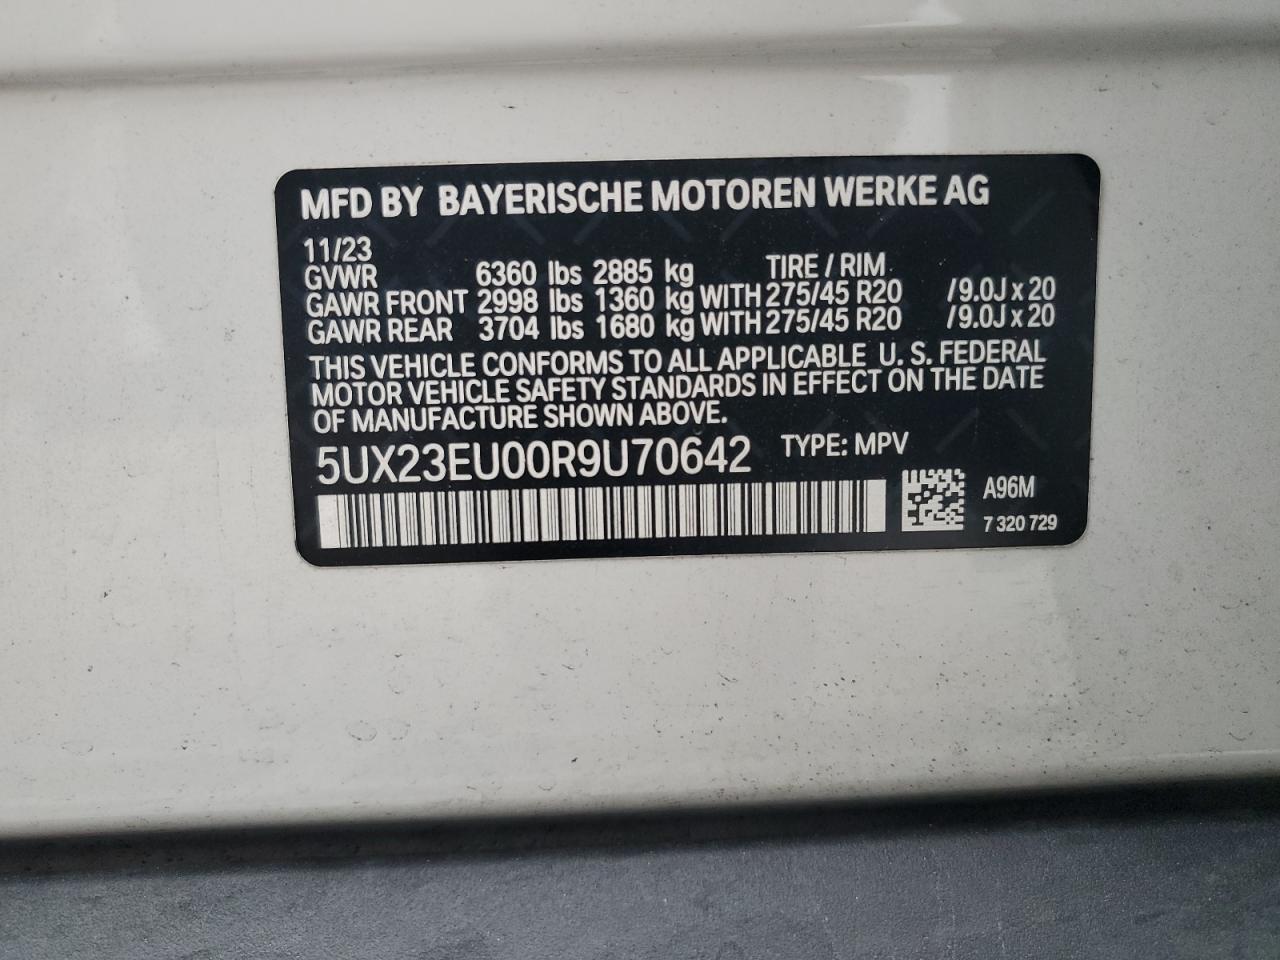 MFD BY BAYERISCHE MOTOREN WERKE AG
11/23
GVWR 6360 lbs 2885 kg TIRE / RIM
GAWR FRONT 2998 lbs 1360 kg WITH 275/45 R20 / 9.0J x 20
GAWR REAR 3704 lbs 1680 kg WITH 275/45 R20 / 9.0J x 20
THIS VEHICLE CONFORMS TO ALL APPLICABLE U. S. FEDERAL
MOTOR VEHICLE SAFETY STANDARDS IN EFFECT ON THE DATE
OF MANUFACTURE SHOWN ABOVE.
5UX23EU00R9U70642 TYPE: MPV
A96M
7 320 729